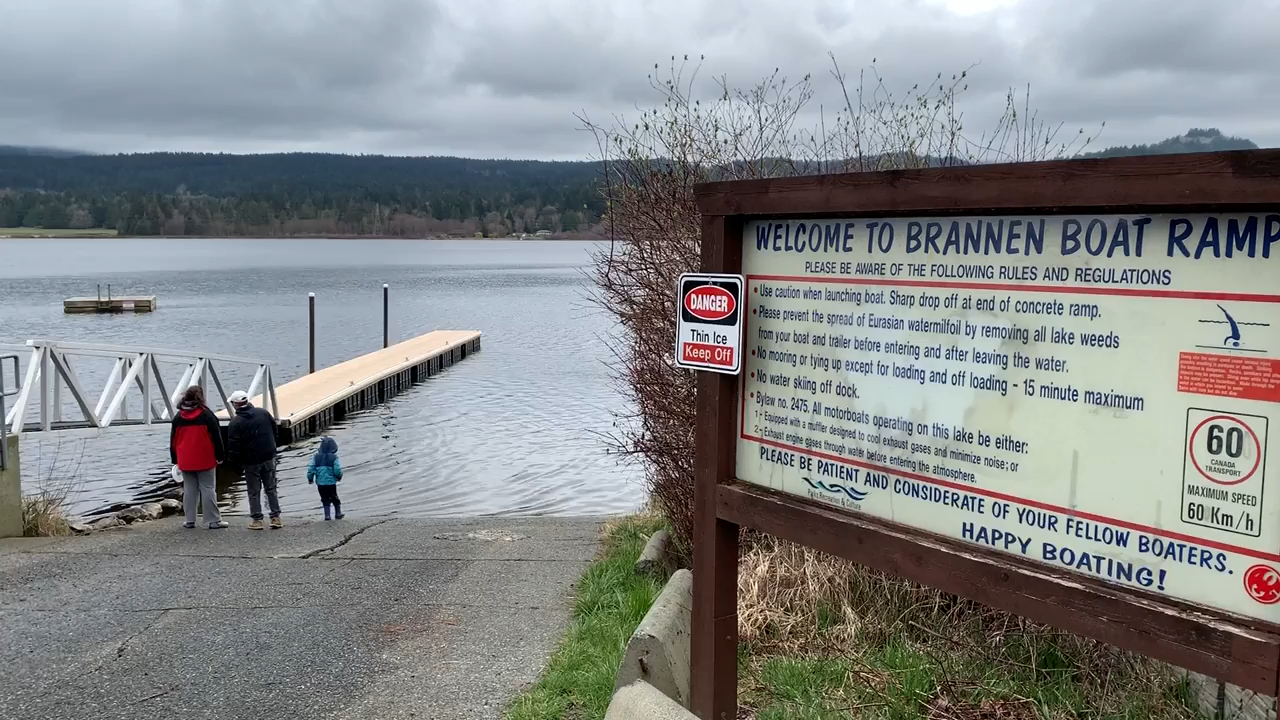 WELCOME TO BRANNEN BOAT RAMP
PLEASE BE AWARE OF THE FOLLOWING RULES AND REGULATIONS
DANGER
Thin Ice
Keep Off
• Use caution when launching boat. Sharp drop off at end of concrete ramp.
• Please prevent the spread of Eurasian watermilfoil by removing all lake weeds
from your boat and trailer before entering and after leaving the water.
• No mooring or tying up except for loading and off loading - 15 minute maximum
• No water skiing off dock.
• Bylaw no. 2475. All motorboats operating on this lake be either:
1 - Equipped with a muffler designed to cool exhaust gases and minimize noise; or
2 - Exhaust engine gases through water before entering the atmosphere.
60
CANADA
TRANSPORT
MAXIMUM SPEED
60Km/h
Parks Recreation & Culture
PLEASE BE PATIENT AND CONSIDERATE OF YOUR FELLOW BOATERS.
HAPPY BOATING!